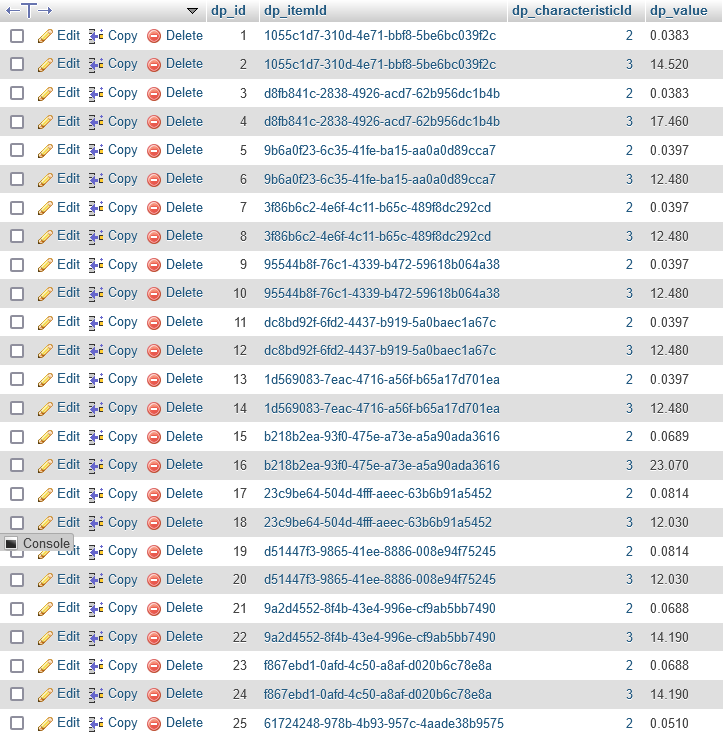 dp_id dp_itemId dp_characteristicId dp_value
Edit Copy Delete 1 1055c1d7-310d-4e71-bbf8-5be6bc039f2c 2 0.0383
Edit Copy Delete 2 1055c1d7-310d-4e71-bbf8-5be6bc039f2c 3 14.520
Edit Copy Delete 3 d8fb841c-2838-4926-acd7-62b956dc1b4b 2 0.0383
Edit Copy Delete 4 d8fb841c-2838-4926-acd7-62b956dc1b4b 3 17.460
Edit Copy Delete 5 9b6a0f23-6c35-41fe-ba15-aa0a0d89cca7 2 0.0397
Edit Copy Delete 6 9b6a0f23-6c35-41fe-ba15-aa0a0d89cca7 3 12.480
Edit Copy Delete 7 3f86b6c2-4e6f-4c11-b65c-489f8dc292cd 2 0.0397
Edit Copy Delete 8 3f86b6c2-4e6f-4c11-b65c-489f8dc292cd 3 12.480
Edit Copy Delete 9 95544b8f-76c1-4339-b472-59618b064a38 2 0.0397
Edit Copy Delete 10 95544b8f-76c1-4339-b472-59618b064a38 3 12.480
Edit Copy Delete 11 dc8bd92f-6fd2-4437-b919-5a0baec1a67c 2 0.0397
Edit Copy Delete 12 dc8bd92f-6fd2-4437-b919-5a0baec1a67c 3 12.480
Edit Copy Delete 13 1d569083-7eac-4716-a56f-b65a17d701ea 2 0.0397
Edit Copy Delete 14 1d569083-7eac-4716-a56f-b65a17d701ea 3 12.480
Edit Copy Delete 15 b218b2ea-93f0-475e-a73e-a5a90ada3616 2 0.0689
Edit Copy Delete 16 b218b2ea-93f0-475e-a73e-a5a90ada3616 3 23.070
Edit Copy Delete 17 23c9be64-504d-4fff-aeec-63b6b91a5452 2 0.0814
Edit Copy Delete 18 23c9be64-504d-4fff-aeec-63b6b91a5452 3 12.030
Console
Edit Copy Delete 19 d51447f3-9865-41ee-8886-008e94f75245 2 0.0814
Edit Copy Delete 20 d51447f3-9865-41ee-8886-008e94f75245 3 12.030
Edit Copy Delete 21 9a2d4552-8f4b-43e4-996e-cf9ab5bb7490 2 0.0688
Edit Copy Delete 22 9a2d4552-8f4b-43e4-996e-cf9ab5bb7490 3 14.190
Edit Copy Delete 23 f867ebd1-0afd-4c50-a8af-d020b6c78e8a 2 0.0688
Edit Copy Delete 24 f867ebd1-0afd-4c50-a8af-d020b6c78e8a 3 14.190
Edit Copy Delete 25 61724248-978b-4b93-957c-4aade38b9575 2 0.0510